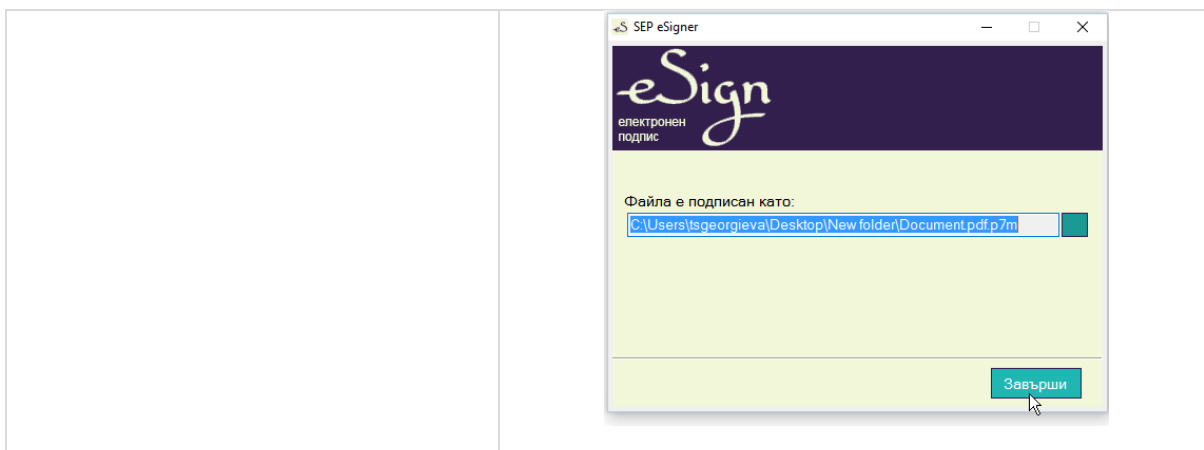 SEP eSigner
eSign
електронен
подпис
Файла е подписан като:
C:\Users\tsgeorgieva\Desktop\New folder\Document.pdf.p7m
Завърши